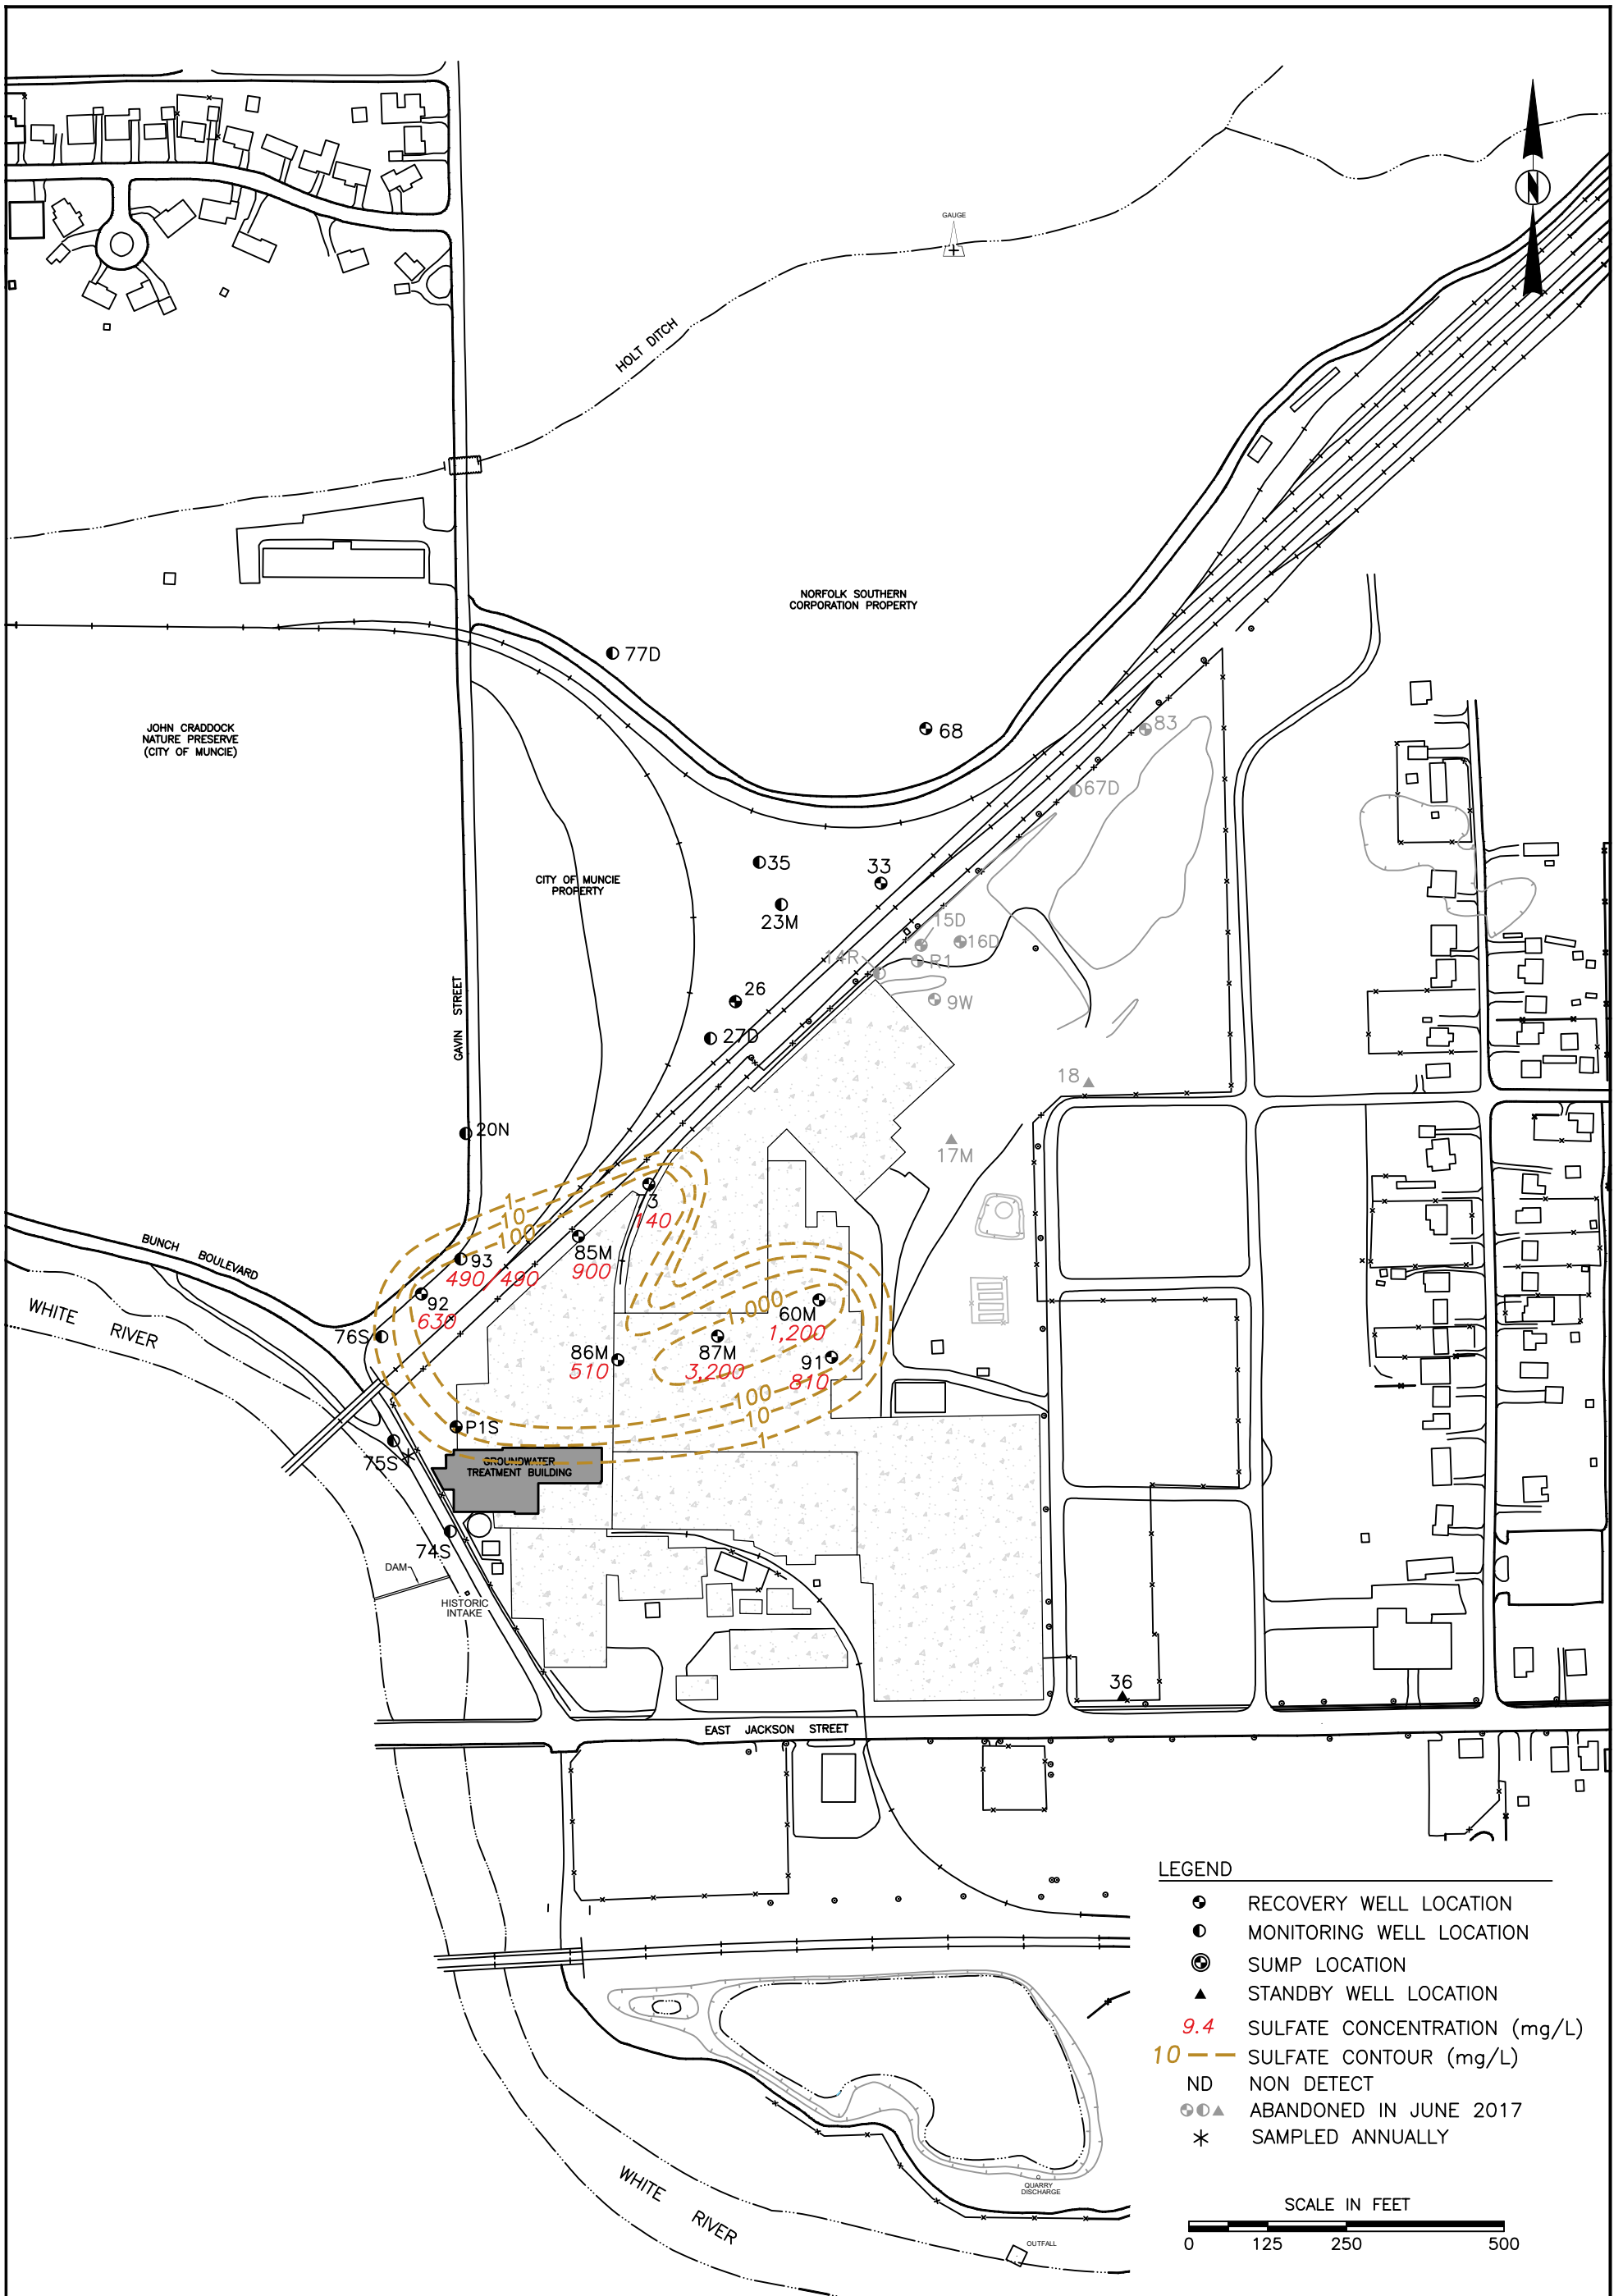 GAUGE
HOLT DITCH
NORFOLK SOUTHERN
CORPORATION PROPERTY
77D
JOHN CRADDOCK
NATURE PRESERVE
(CITY OF MUNCIE)
68
83
67D
35
33
CITY OF MUNCIE
PROPERTY
23M
15D
16D
14R
R1
26
9W
GAVIN STREET
27D
18
20N
17M
1
10
100
3
140
BUNCH BOULEVARD
93
490/490
85M
900
WHITE RIVER
92
630
1,000
60M
1,200
76S
86M
510
87M
3,200
91
810
100
10
1
P1S
75S
GROUNDWATER
TREATMENT BUILDING
74S
DAM
HISTORIC
INTAKE
36
EAST JACKSON STREET
LEGEND
RECOVERY WELL LOCATION
MONITORING WELL LOCATION
SUMP LOCATION
STANDBY WELL LOCATION
9.4 SULFATE CONCENTRATION (mg/L)
10 SULFATE CONTOUR (mg/L)
ND NON DETECT
ABANDONED IN JUNE 2017
SAMPLED ANNUALLY
QUARRY
DISCHARGE
WHITE RIVER
OUTFALL
SCALE IN FEET
0 125 250 500
N